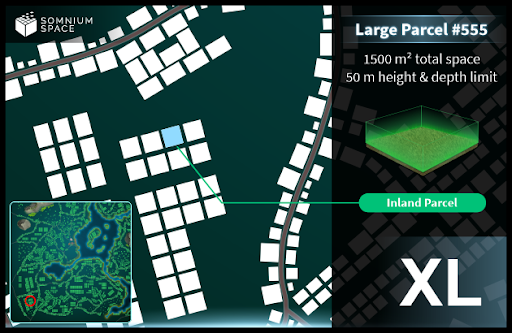 SOMNIUM
SPACE
Large Parcel #555
1500 m² total space
50 m height & depth limit
Inland Parcel
XL